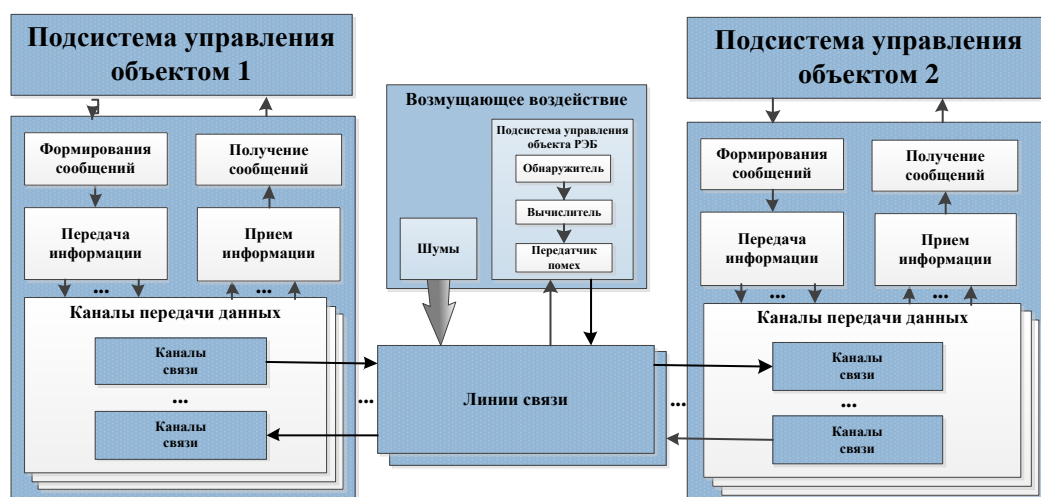 Подсистема управления
объектом 1
Формирования
сообщений
Получение
сообщений
Передача
информации
Прием
информации
...
...
Каналы передачи данных
Каналы
связи
...
Каналы
связи
...
Возмущающее воздействие
Подсистема управления
объекта РЭБ
Обнаружитель
Вычислитель
Передатчик
помех
Шумы
Линии связи
...
Подсистема управления
объектом 2
Формирования
сообщений
Получение
сообщений
Передача
информации
Прием
информации
...
...
Каналы передачи данных
Каналы
связи
...
Каналы
связи